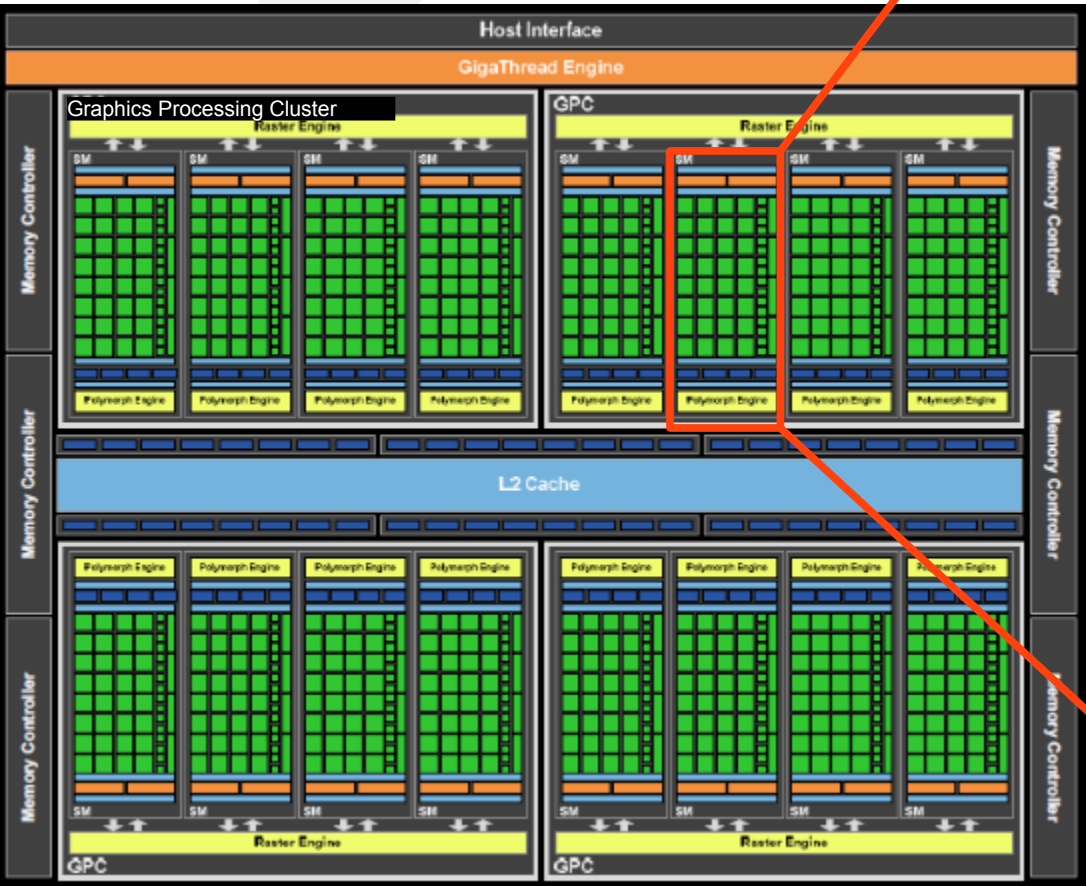 Host Interface
GigaThread Engine
Graphics Processing Cluster
GPC
Raster Engine
Raster Engine
SM
SM
SM
SM
SM
SM
SM
SM
Memory Controller
Memory Controller
Polymorph Engine
Polymorph Engine
Polymorph Engine
Polymorph Engine
Polymorph Engine
Polymorph Engine
Polymorph Engine
Polymorph Engine
L2 Cache
Memory Controller
Memory Controller
Polymorph Engine
Polymorph Engine
Polymorph Engine
Polymorph Engine
Polymorph Engine
Polymorph Engine
Polymorph Engine
Polymorph Engine
Memory Controller
Memory Controller
SM
SM
SM
SM
SM
SM
SM
SM
Raster Engine
Raster Engine
GPC
GPC